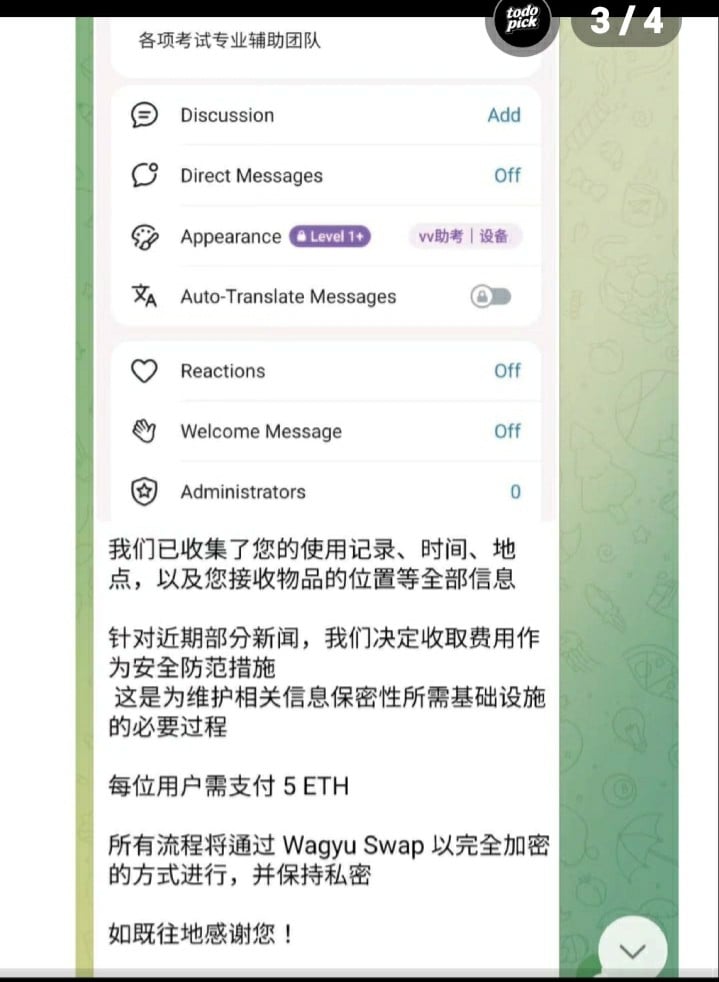 todo
pick
3 / 4
各项考试专业辅助团队
Discussion Add
Direct Messages Off
Appearance Level 1+ vv助考｜设备
Auto-Translate Messages
Reactions Off
Welcome Message Off
Administrators 0
我们已收集了您的使用记录、时间、地
点，以及您接收物品的位置等全部信息
针对近期部分新闻，我们决定收取费用作
为安全防范措施
这是为维护相关信息保密性所需基础设施
的必要过程
每位用户需支付 5 ETH
所有流程将通过 Wagyu Swap 以完全加密
的方式进行，并保持私密
如既往地感谢您！